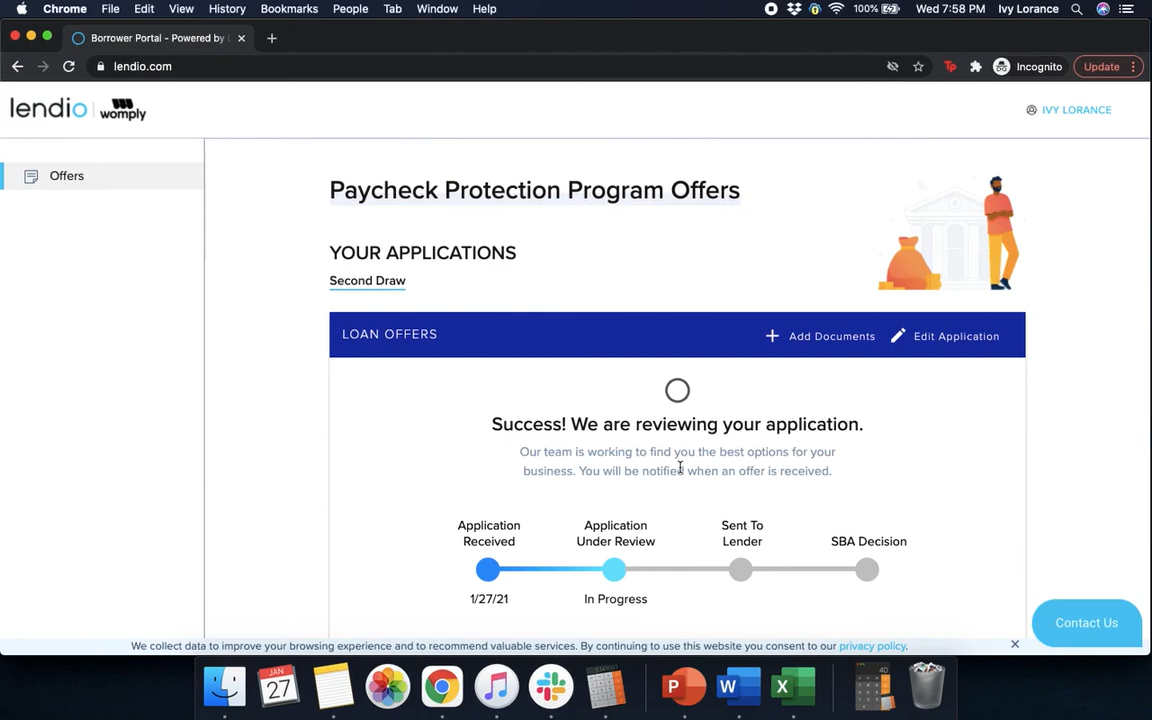 Chrome File Edit View History Bookmarks People Tab Window Help 100% Wed 7:58 PM Ivy Lorance
Borrower Portal - Powered by
lendio.com Incognito Update
lendio womply
IVY LORANCE
Offers
Paycheck Protection Program Offers
YOUR APPLICATIONS
Second Draw
LOAN OFFERS Add Documents Edit Application
Success! We are reviewing your application.
Our team is working to find you the best options for your
business. You will be notified when an offer is received.
Application Received
Application Under Review
Sent To Lender
SBA Decision
1/27/21 In Progress
Contact Us
We collect data to improve your browsing experience and to recommend valuable services. By continuing to use this website you consent to our privacy policy.
JAN
27
P W X
40